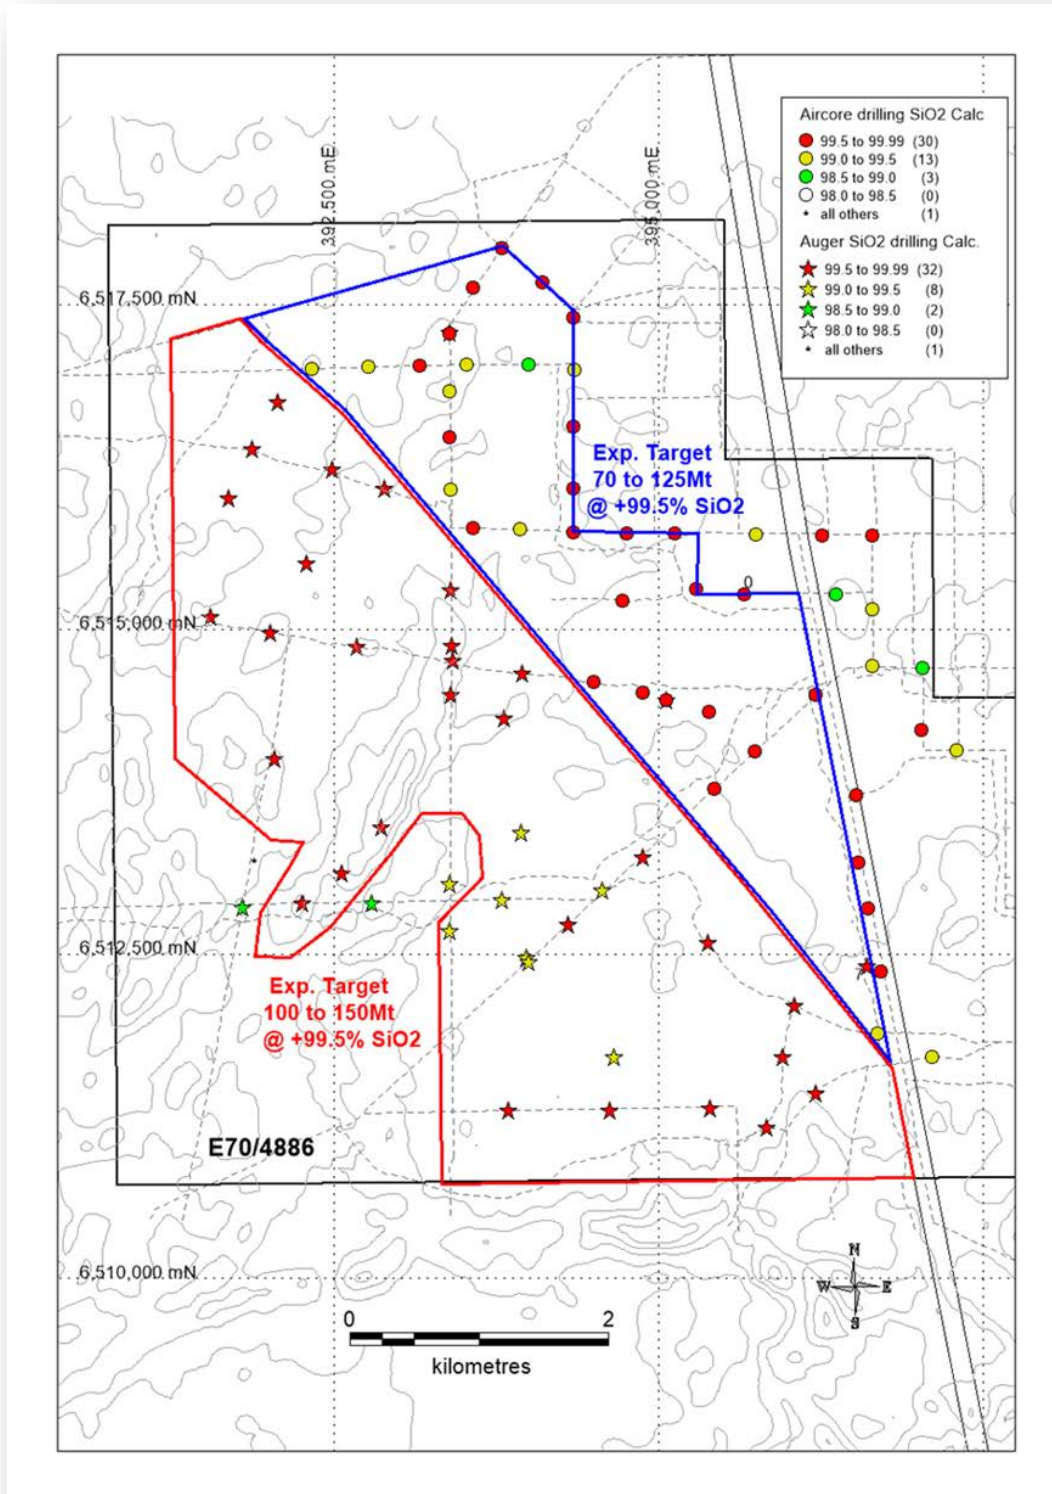 Aircore drilling SiO2 Calc
99.5 to 99.99 (30)
99.0 to 99.5 (13)
98.5 to 99.0 (3)
98.0 to 98.5 (0)
all others (1)
Auger SiO2 drilling Calc.
99.5 to 99.99 (32)
99.0 to 99.5 (8)
98.5 to 99.0 (2)
98.0 to 98.5 (0)
all others (1)
392,500 mE
395,000 mE
6,517,500 mN
Exp. Target
70 to 125Mt
@ +99.5% SiO2
0
6,515,000 mN
6,512,500 mN
Exp. Target
100 to 150Mt
@ +99.5% SiO2
E70/4886
6,510,000 mN
N
W E
S
0 2
kilometres